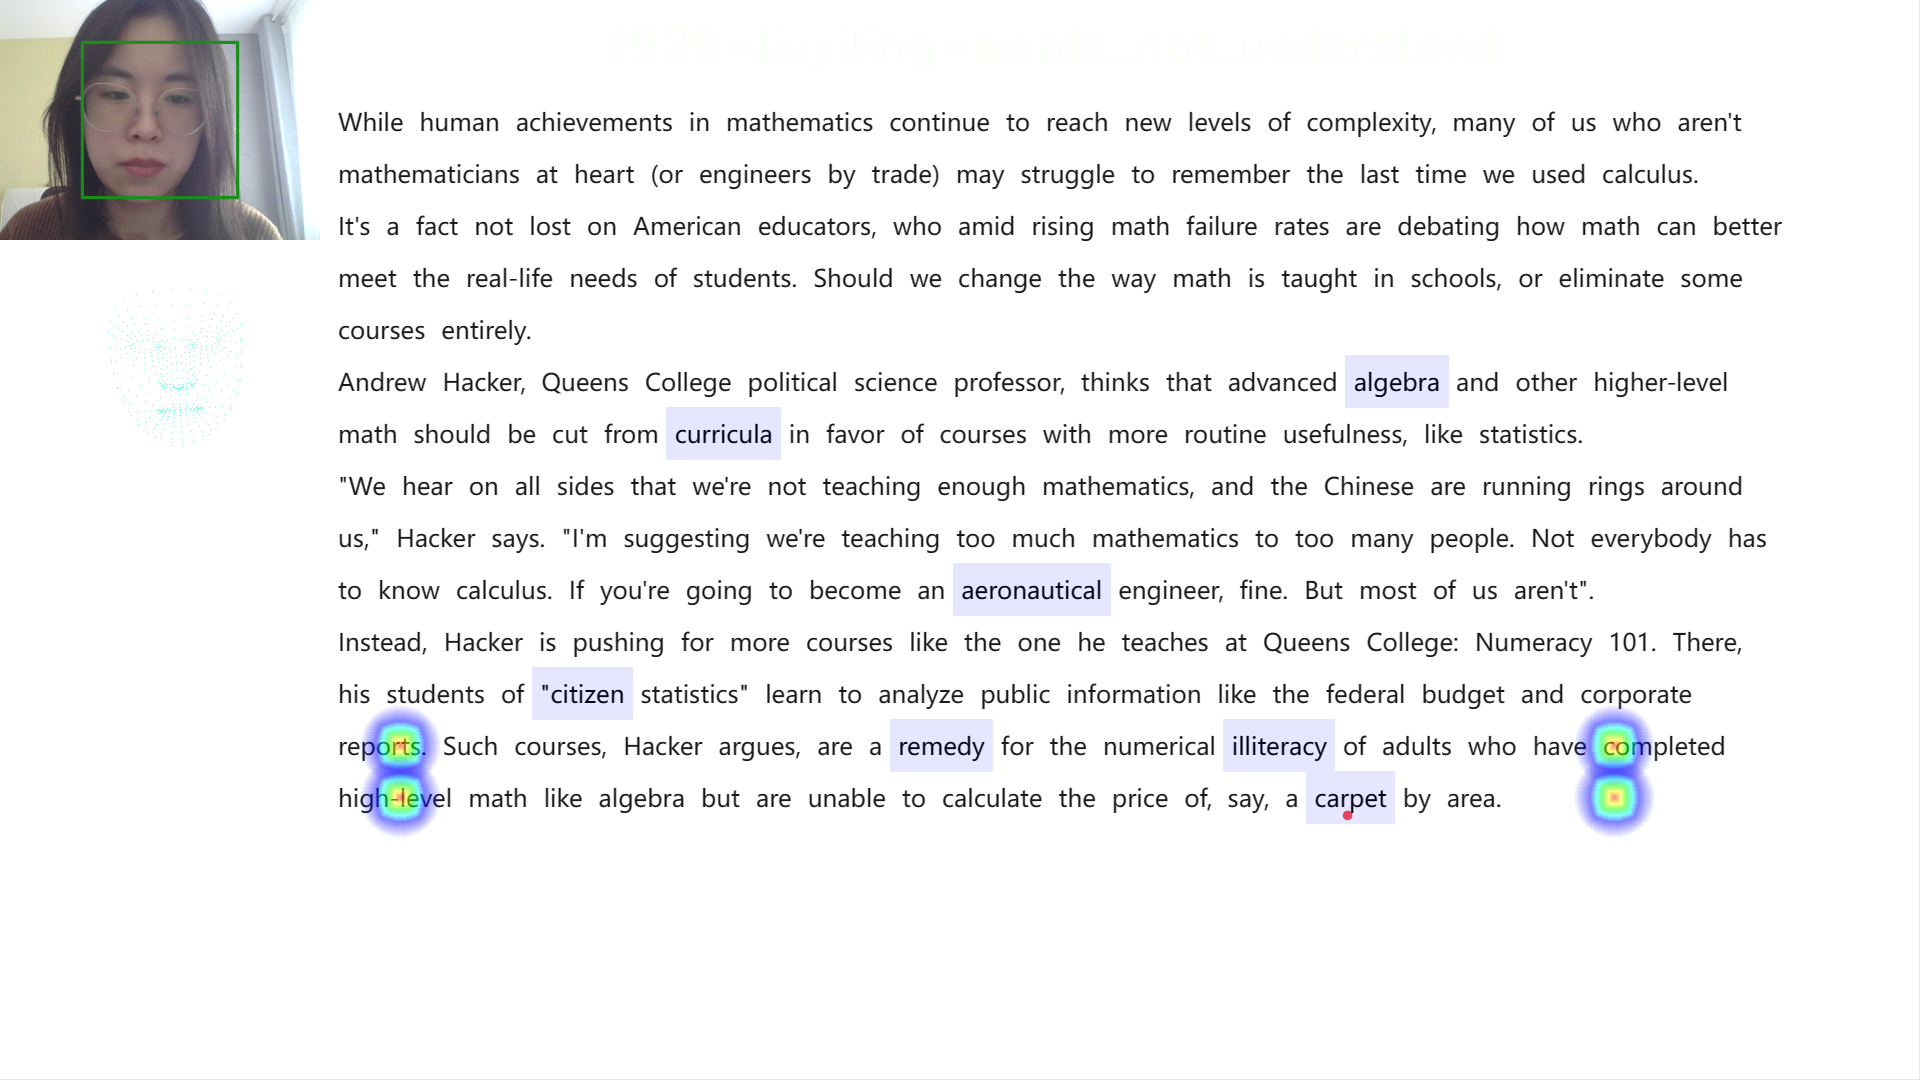 1929-liuyiting-words_not_understand
While human achievements in mathematics continue to reach new levels of complexity, many of us who aren't
mathematicians at heart (or engineers by trade) may struggle to remember the last time we used calculus.
It's a fact not lost on American educators, who amid rising math failure rates are debating how math can better
meet the real-life needs of students. Should we change the way math is taught in schools, or eliminate some
courses entirely.
Andrew Hacker, Queens College political science professor, thinks that advanced algebra and other higher-level
math should be cut from curricula in favor of courses with more routine usefulness, like statistics.
"We hear on all sides that we're not teaching enough mathematics, and the Chinese are running rings around
us," Hacker says. "I'm suggesting we're teaching too much mathematics to too many people. Not everybody has
to know calculus. If you're going to become an aeronautical engineer, fine. But most of us aren't".
Instead, Hacker is pushing for more courses like the one he teaches at Queens College: Numeracy 101. There,
his students of "citizen statistics" learn to analyze public information like the federal budget and corporate
reports. Such courses, Hacker argues, are a remedy for the numerical illiteracy of adults who have completed
high-level math like algebra but are unable to calculate the price of, say, a carpet by area.